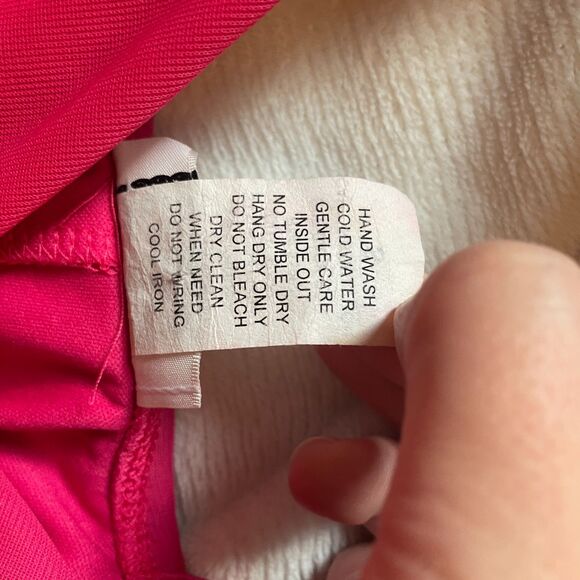 HAND WASH
COLD WATER
GENTLE CARE
INSIDE OUT
NO TUMBLE DRY
HANG DRY ONLY
DO NOT BLEACH
DRY CLEAN
WHEN NEED
DO NOT WRING
COOL IRON